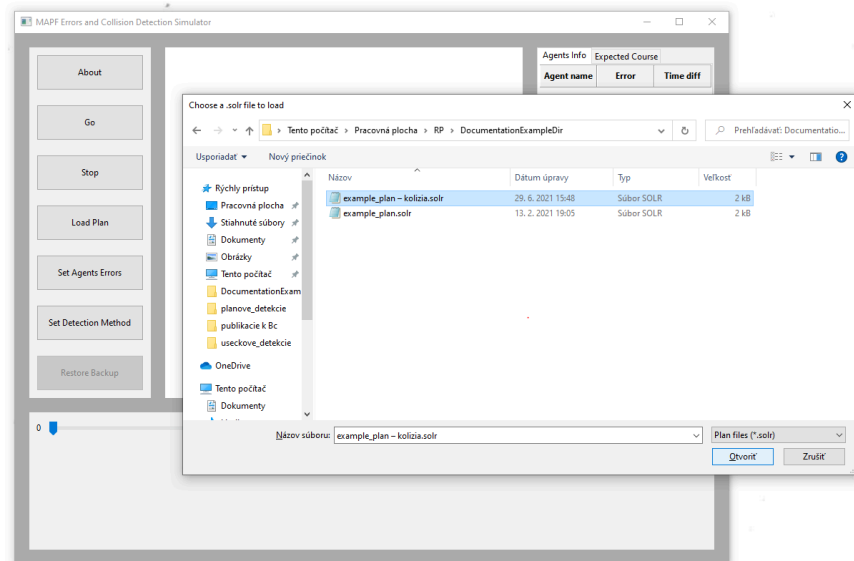 MAPF Errors and Collision Detection Simulator
About
Go
Stop
Load Plan
Set Agents Errors
Set Detection Method
Restore Backup
0
Agents Info Expected Course
Agent name Error Time diff
Choose a .solr file to load
Tento počítač › Pracovná plocha › RP › DocumentationExampleDir
Prehľadávať: Documentatio...
Usporiadať Nový priečinok
Rýchly prístup
Pracovná plocha
Stiahnuté súbory
Dokumenty
Obrázky
Tento počítač
DocumentationExam
planove_detekcie
publikacie k Bc
useckove_detekcie
OneDrive
Tento počítač
Dokumenty
Názov Dátum úpravy Typ Veľkosť
example_plan – kolizia.solr 29. 6. 2021 15:48 Súbor SOLR 2 kB
example_plan.solr 13. 2. 2021 19:05 Súbor SOLR 2 kB
Názov súboru: example_plan – kolizia.solr Plan files (*.solr)
Otvoriť Zrušiť